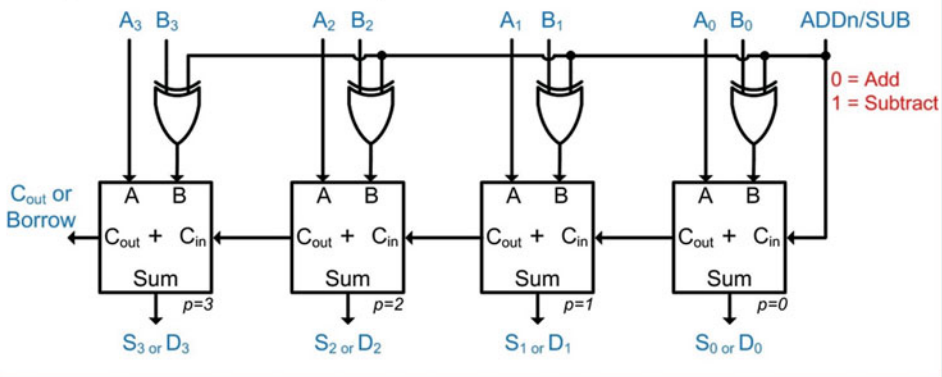 A3 B3 A2 B2 A1 B1 A0 B0 ADDn/SUB
0 = Add
1 = Subtract
A B A B A B A B
Cout or
Borrow
Cout + Cin Cout + Cin Cout + Cin Cout + Cin
Sum Sum Sum Sum
p=3 p=2 p=1 p=0
S3 or D3 S2 or D2 S1 or D1 S0 or D0